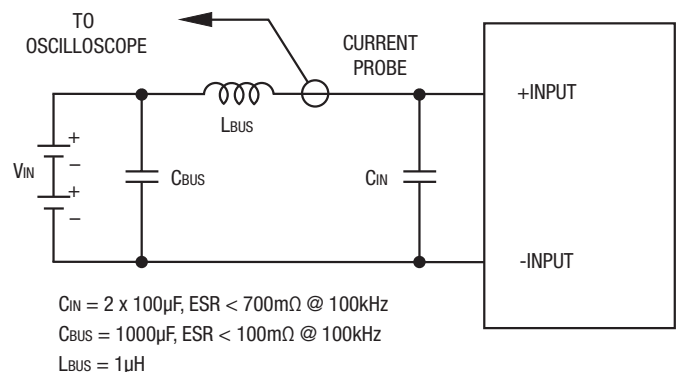 TO
OSCILLOSCOPE
CURRENT
PROBE
+INPUT
LBUS
VIN
+
−
+
−
CBUS
CIN
-INPUT
CIN = 2 x 100µF, ESR < 700mΩ @ 100kHz
CBUS = 1000µF, ESR < 100mΩ @ 100kHz
LBUS = 1µH